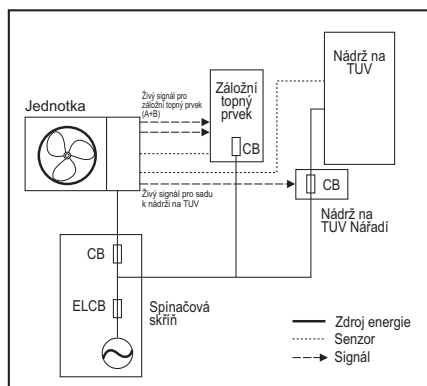 Jednotka
Živý signál pro
záložní topný prvek
(A+B)
Záložní
topný
prvek
CB
Nádrž na
TUV
Živý signál pro sadu
k nádrži na TUV
CB
Nádrž na
TUV Nářadí
CB
ELCB
Spínačová
skříň
Zdroj energie
Senzor
Signál